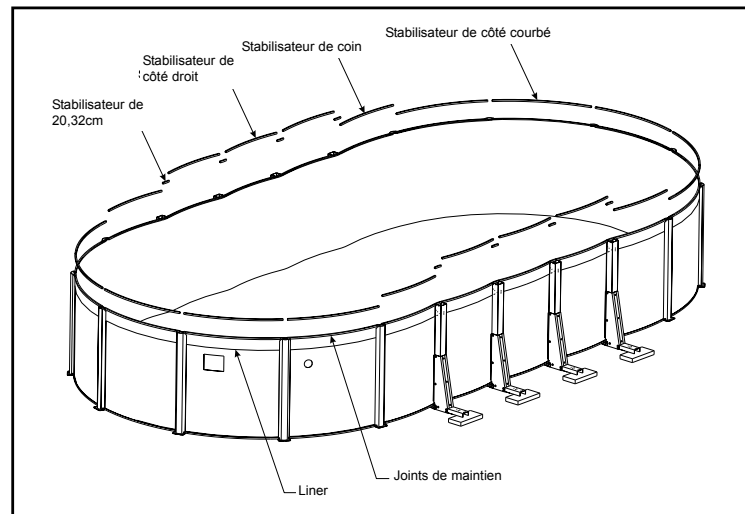 Stabilisateur de côté courbé
Stabilisateur de coin
Stabilisateur de
côté droit
Stabilisateur de
20,32cm
Joints de maintien
Liner